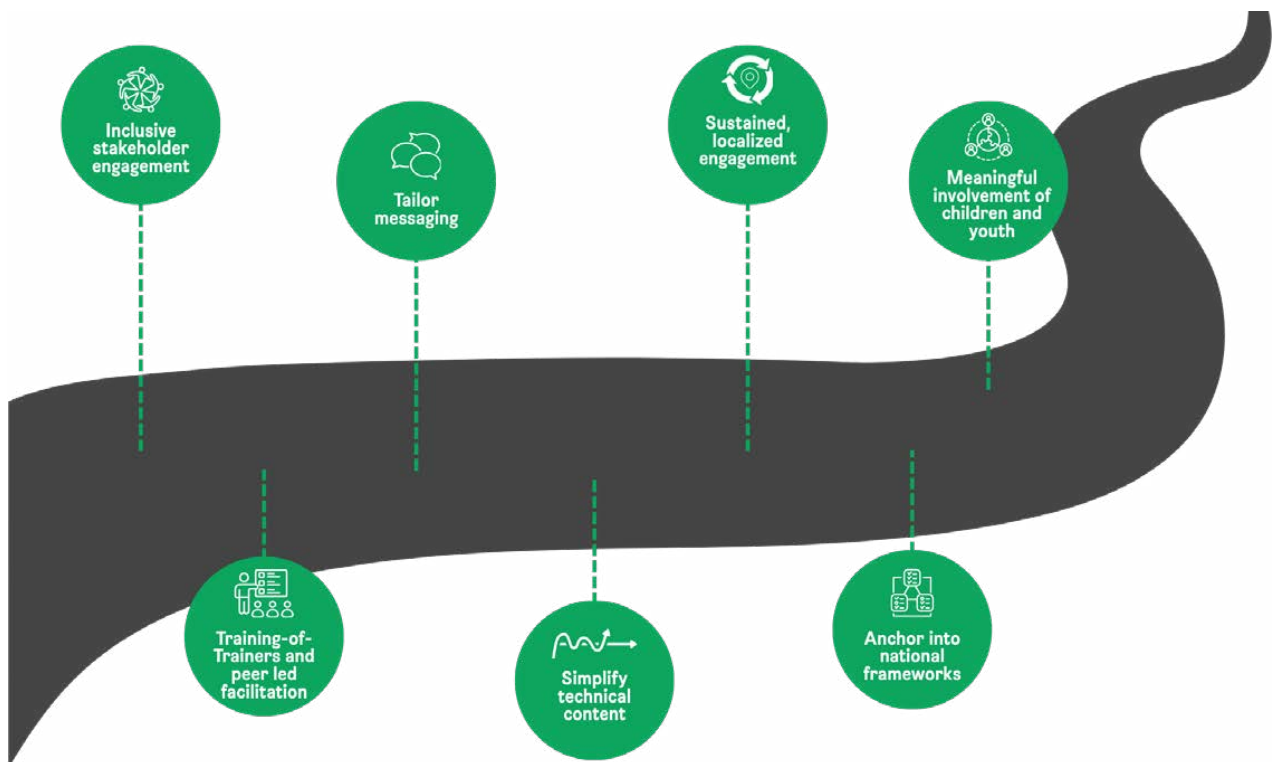 Inclusive
stakeholder
engagement
Training-of-
Trainers and
peer led
facilitation
Tailor
messaging
Simplify
technical
content
Sustained,
localized
engagement
Anchor into
national
frameworks
Meaningful
involvement of
children and
youth